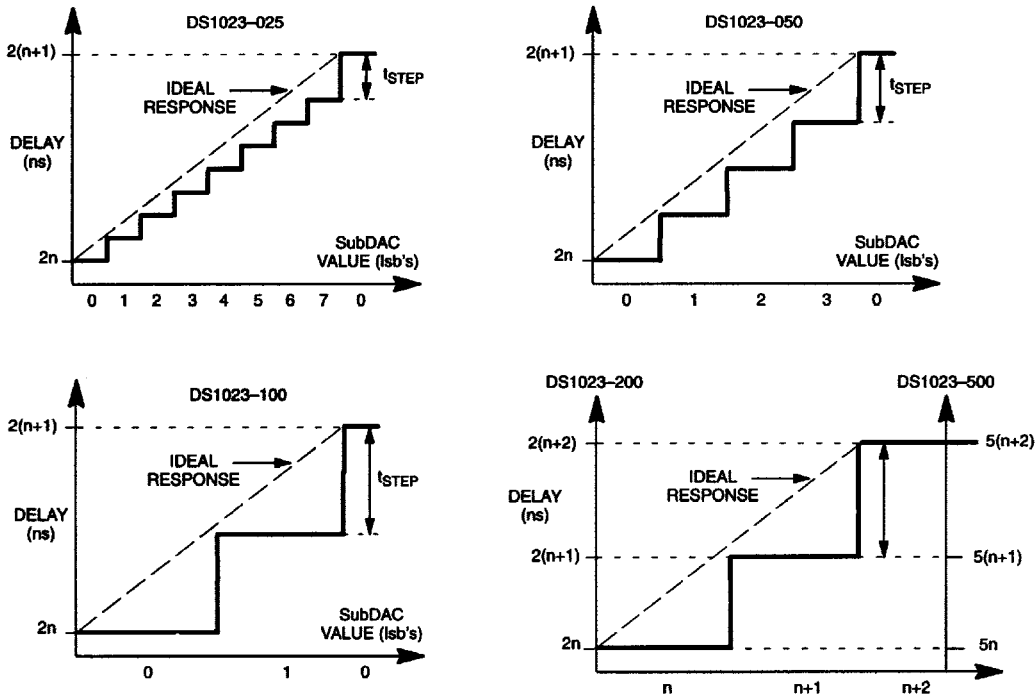 DS1023–025
2(n+1)
tSTEP
IDEAL
RESPONSE
DELAY
(ns)
2n
SubDAC
VALUE (lsb's)
0 1 2 3 4 5 6 7 0
DS1023–050
2(n+1)
tSTEP
IDEAL
RESPONSE
DELAY
(ns)
2n
SubDAC
VALUE (lsb's)
0 1 2 3 0
DS1023–100
2(n+1)
IDEAL
RESPONSE
tSTEP
DELAY
(ns)
2n
SubDAC
VALUE (lsb's)
0 1 0
DS1023–200 DS1023–500
2(n+2) 5(n+2)
IDEAL
RESPONSE
DELAY
(ns)
2(n+1) 5(n+1)
2n 5n
n n+1 n+2